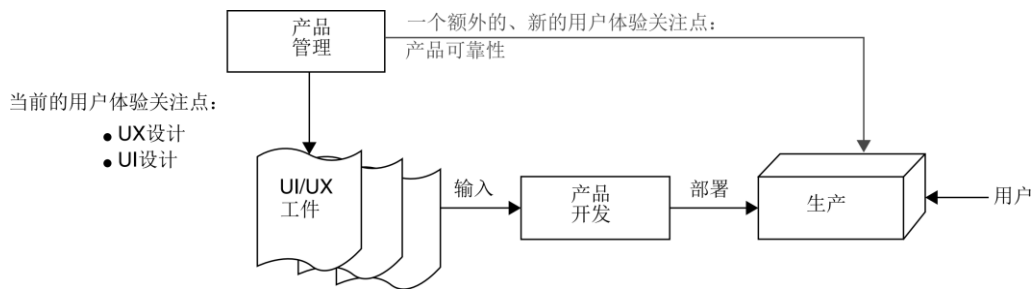 产品
管理
一个额外的、新的用户体验关注点：
产品可靠性
当前的用户体验关注点：
● UX设计
● UI设计
UI/UX
工件
输入
产品
开发
部署
生产
用户